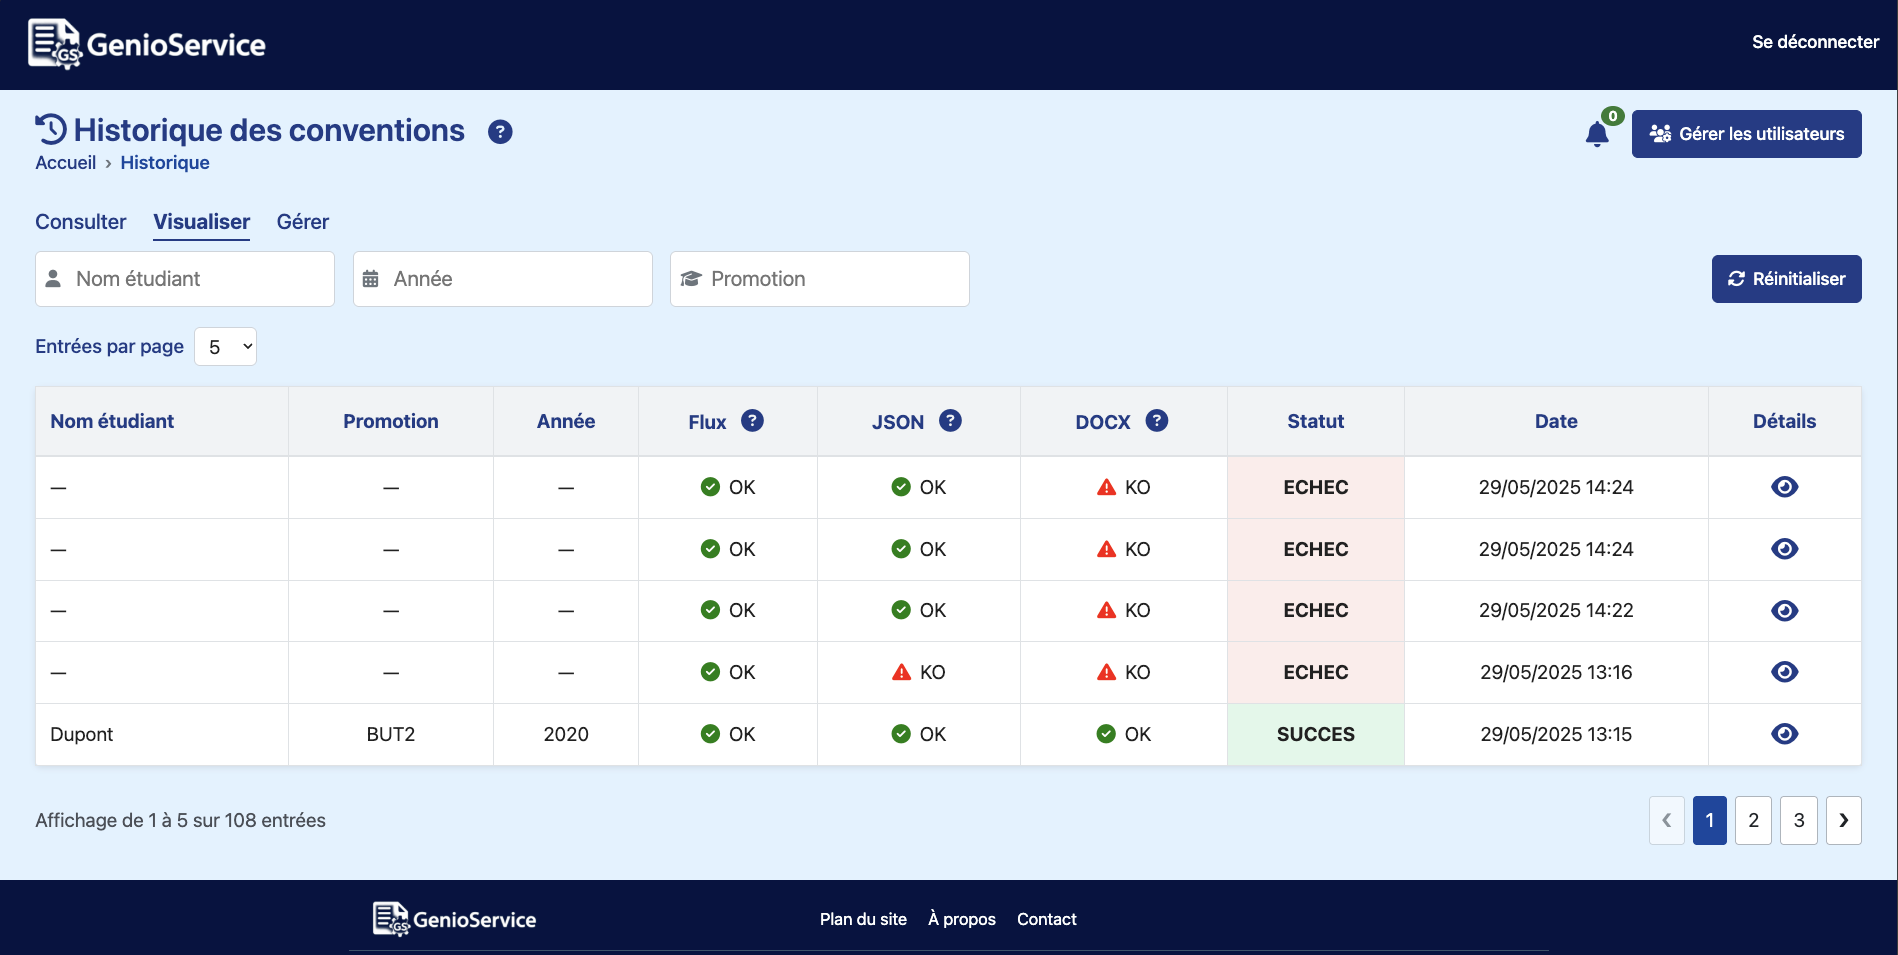 GS GenioService
Se déconnecter
Historique des conventions ?
0
Gérer les utilisateurs
Accueil › Historique
Consulter Visualiser Gérer
Nom étudiant Année Promotion Réinitialiser
Entrées par page 5
Nom étudiant Promotion Année Flux ? JSON ? DOCX ? Statut Date Détails
— — — OK OK KO ECHEC 29/05/2025 14:24
— — — OK OK KO ECHEC 29/05/2025 14:24
— — — OK OK KO ECHEC 29/05/2025 14:22
— — — OK KO KO ECHEC 29/05/2025 13:16
Dupont BUT2 2020 OK OK OK SUCCES 29/05/2025 13:15
Affichage de 1 à 5 sur 108 entrées ‹ 1 2 3 ›
GS GenioService Plan du site À propos Contact